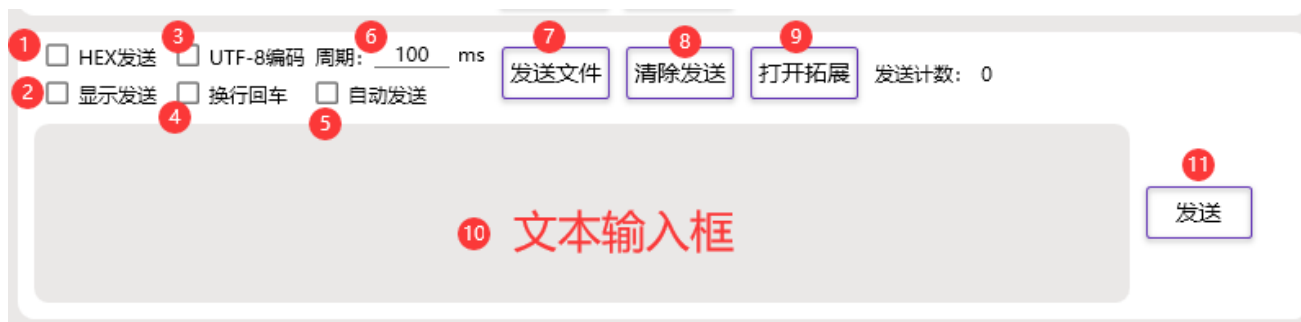 1 HEX发送 3 UTF-8编码 6 周期: 100 ms
2 显示发送 4 换行回车 5 自动发送
7 发送文件 8 清除发送 9 打开拓展 发送计数: 0
10 文本输入框
11 发送